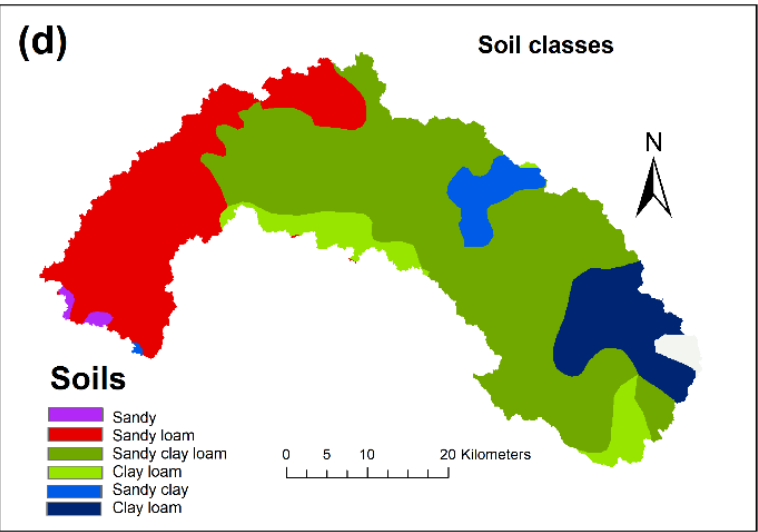 (d)
Soil classes
N
Soils
Sandy
Sandy loam
Sandy clay loam
Clay loam
Sandy clay
Clay loam
0 5 10 20 Kilometers